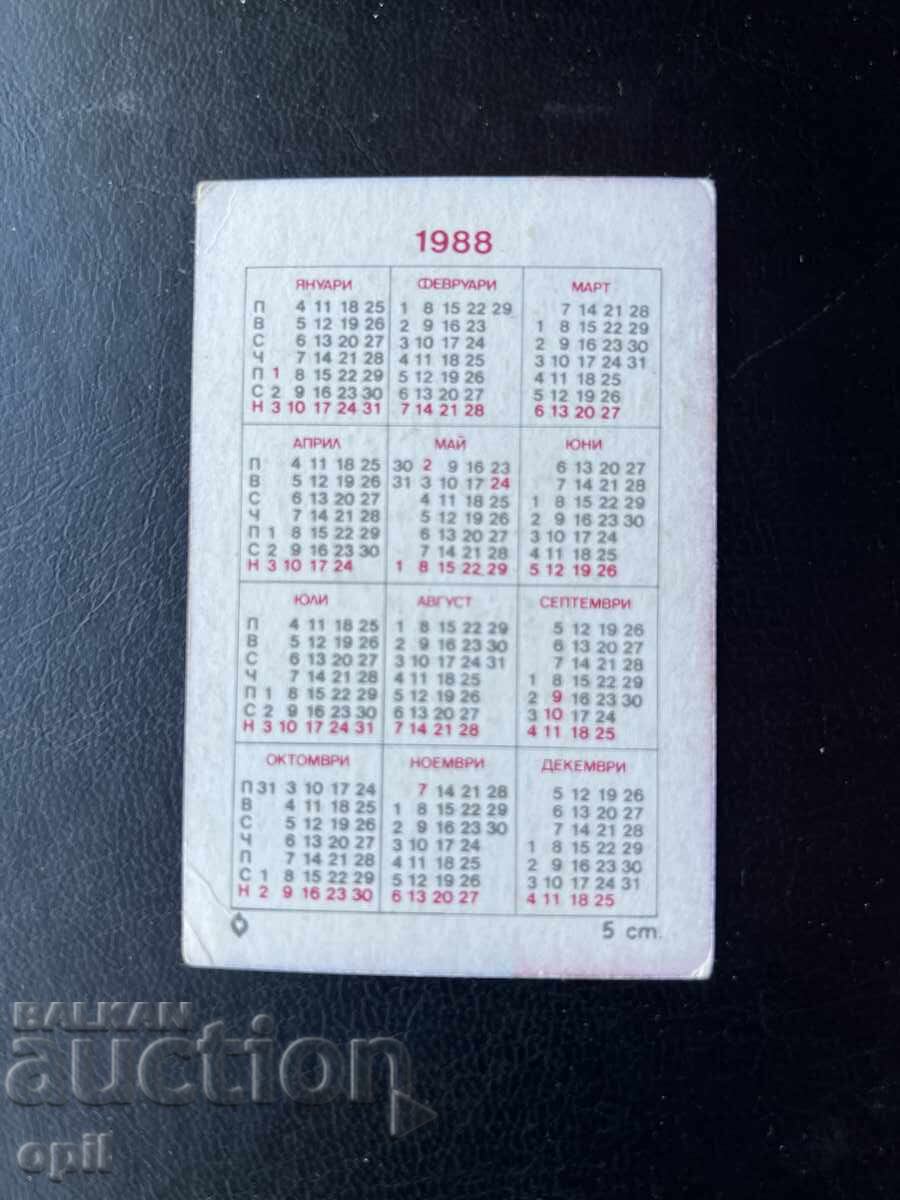 1988
ЯНУАРИ ФЕВРУАРИ МАРТ
П 4 11 18 25 1 8 15 22 29 7 14 21 28
В 5 12 19 26 2 9 16 23 1 8 15 22 29
С 6 13 20 27 3 10 17 24 2 9 16 23 30
Ч 7 14 21 28 4 11 18 25 3 10 17 24 31
П 1 8 15 22 29 5 12 19 26 4 11 18 25
С 2 9 16 23 30 6 13 20 27 5 12 19 26
Н 3 10 17 24 31 7 14 21 28 6 13 20 27
АПРИЛ МАЙ ЮНИ
П 4 11 18 25 30 2 9 16 23 6 13 20 27
В 5 12 19 26 31 3 10 17 24 7 14 21 28
С 6 13 20 27 4 11 18 25 1 8 15 22 29
Ч 7 14 21 28 5 12 19 26 2 9 16 23 30
П 1 8 15 22 29 6 13 20 27 3 10 17 24
С 2 9 16 23 30 7 14 21 28 4 11 18 25
Н 3 10 17 24 1 8 15 22 29 5 12 19 26
ЮЛИ АВГУСТ СЕПТЕМВРИ
П 4 11 18 25 1 8 15 22 29 5 12 19 26
В 5 12 19 26 2 9 16 23 30 6 13 20 27
С 6 13 20 27 3 10 17 24 31 7 14 21 28
Ч 7 14 21 28 4 11 18 25 1 8 15 22 29
П 1 8 15 22 29 5 12 19 26 2 9 16 23 30
С 2 9 16 23 30 6 13 20 27 3 10 17 24
Н 3 10 17 24 31 7 14 21 28 4 11 18 25
ОКТОМВРИ НОЕМВРИ ДЕКЕМВРИ
П 31 3 10 17 24 7 14 21 28 5 12 19 26
В 4 11 18 25 1 8 15 22 29 6 13 20 27
С 5 12 19 26 2 9 16 23 30 7 14 21 28
Ч 6 13 20 27 3 10 17 24 1 8 15 22 29
П 7 14 21 28 4 11 18 25 2 9 16 23 30
С 1 8 15 22 29 5 12 19 26 3 10 17 24 31
Н 2 9 16 23 30 6 13 20 27 4 11 18 25
5 ст.
BALKAN
auction
opil